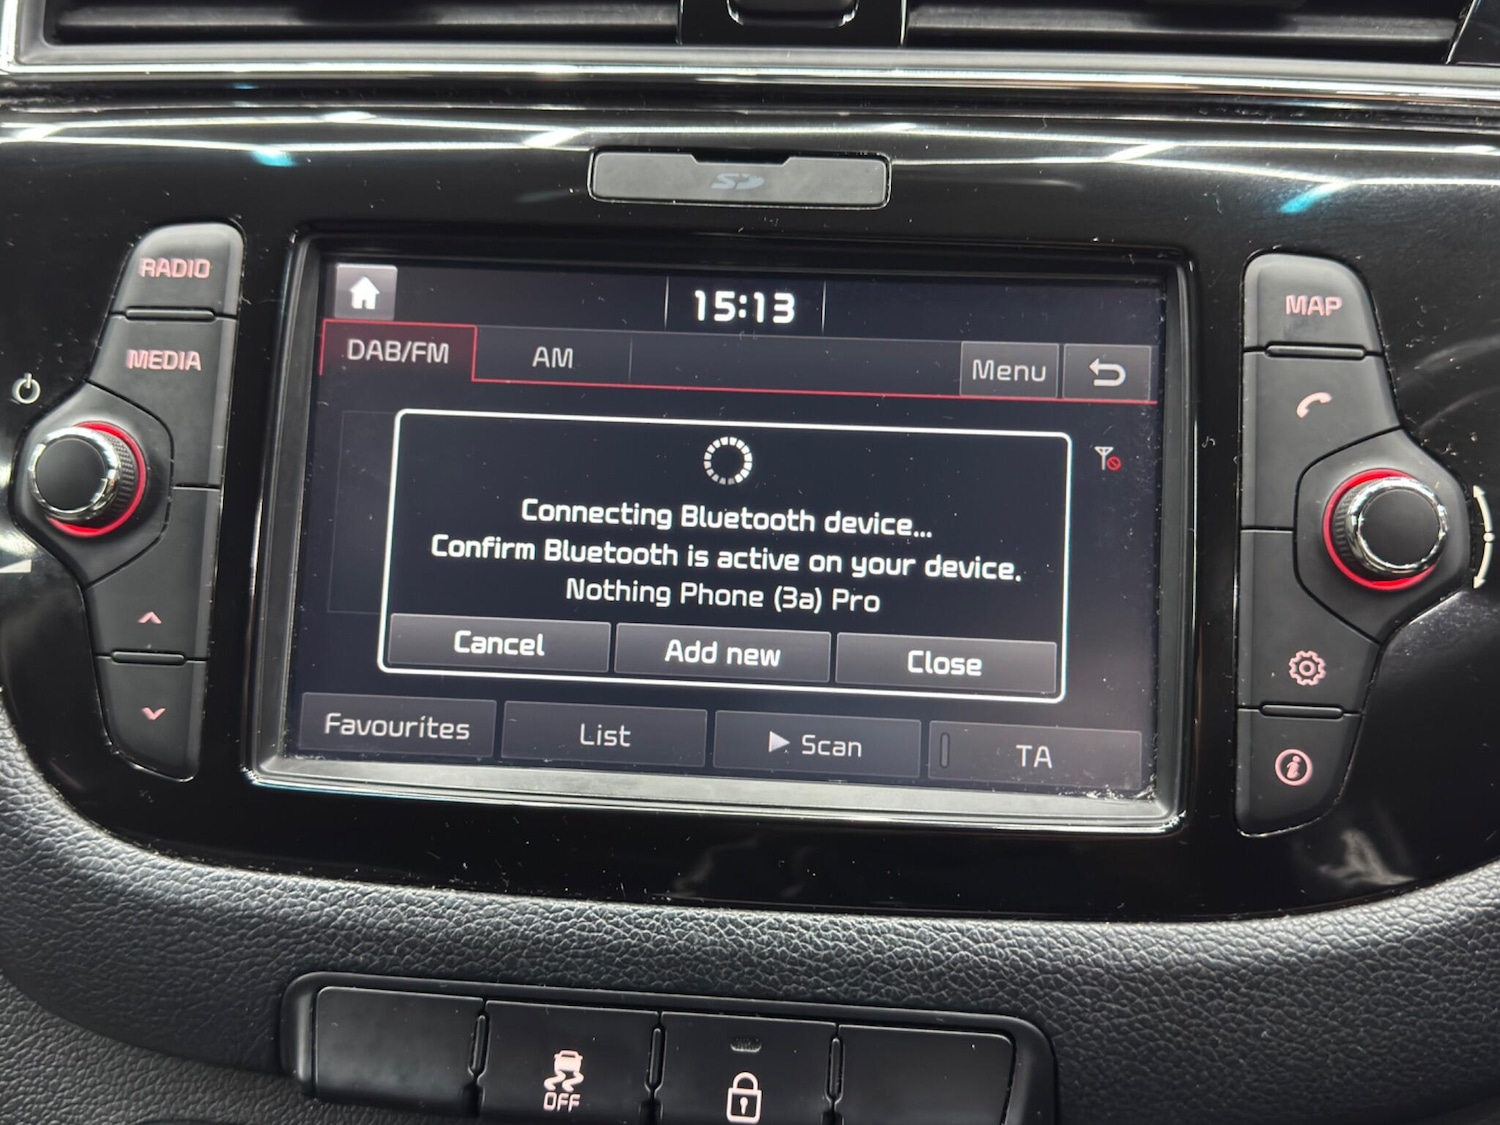 SD
RADIO
MEDIA
MAP
15:13
DAB/FM
AM
Menu
Connecting Bluetooth device...
Confirm Bluetooth is active on your device.
Nothing Phone (3a) Pro
Cancel
Add new
Close
Favourites
List
Scan
TA
OFF